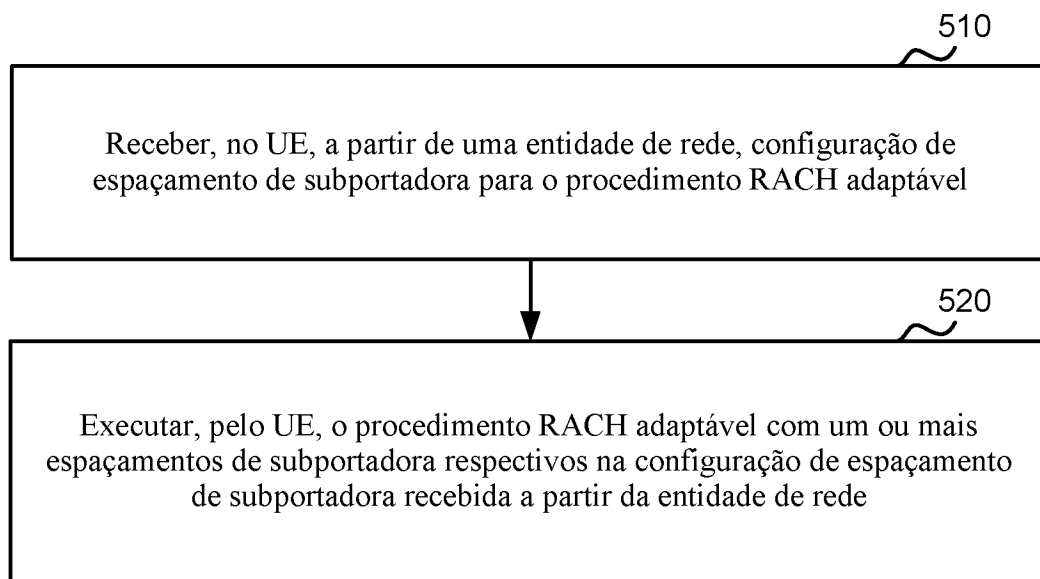 510
Receber, no UE, a partir de uma entidade de rede, configuração de
espaçamento de subportadora para o procedimento RACH adaptável
520
Executar, pelo UE, o procedimento RACH adaptável com um ou mais
espaçamentos de subportadora respectivos na configuração de espaçamento
de subportadora recebida a partir da entidade de rede